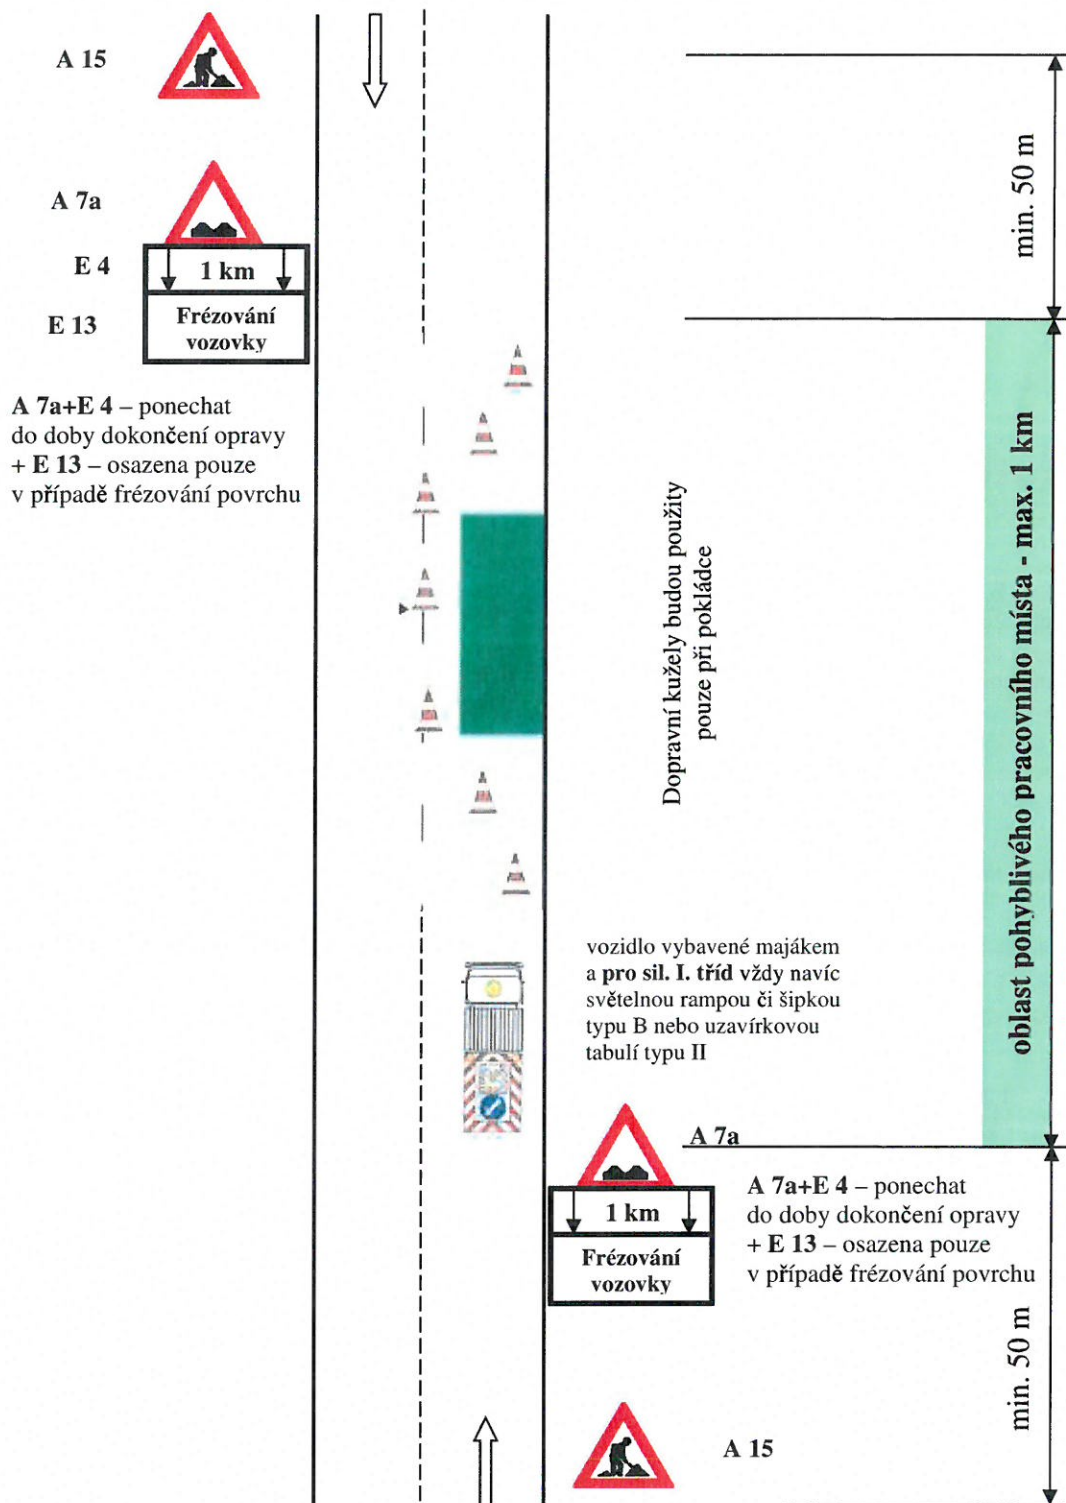 A 15
A 7a
E 4
1 km
E 13
Frézování
vozovky
A 7a+E 4 – ponechat
do doby dokončení opravy
+ E 13 – osazena pouze
v případě frézování povrchu
min. 50 m
Dopravní kužely budou použity
pouze při pokládce
oblast pohyblivého pracovního místa - max. 1 km
vozidlo vybavené majákem
a pro sil. I. tříd vždy navíc
světelnou rampou či šipkou
typu B nebo uzavírkovou
tabulí typu II
A 7a
1 km
Frézování
vozovky
A 7a+E 4 – ponechat
do doby dokončení opravy
+ E 13 – osazena pouze
v případě frézování povrchu
min. 50 m
A 15